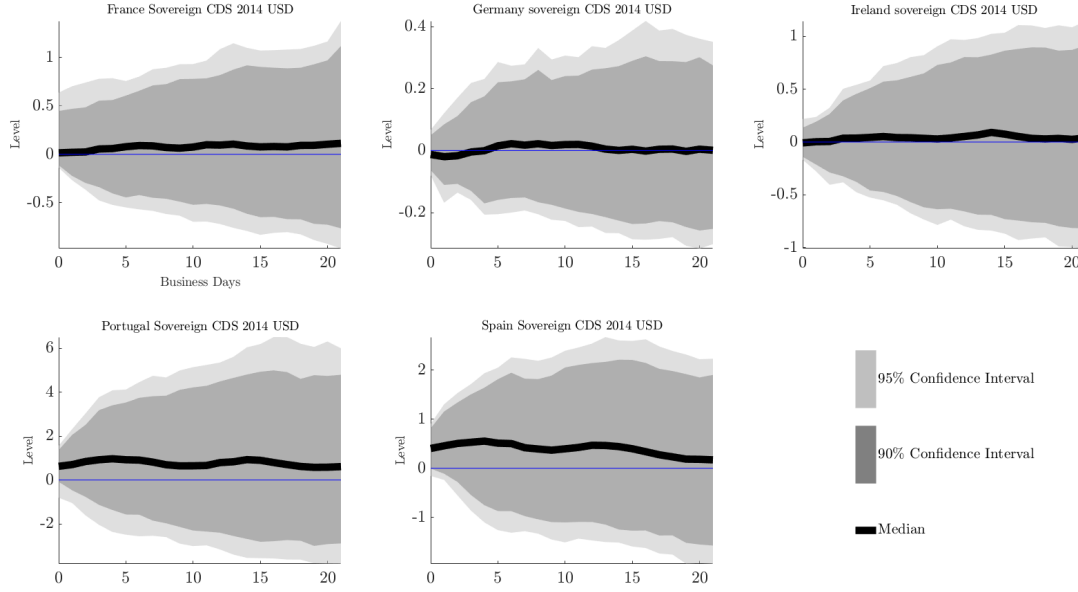 France Sovereign CDS 2014 USD
Level
1
0.5
0
-0.5
0 5 10 15 20
Business Days
Germany sovereign CDS 2014 USD
Level
0.4
0.2
0
-0.2
0 5 10 15 20
Ireland sovereign CDS 2014 USD
Level
1
0.5
0
-0.5
-1
0 5 10 15 20
Portugal Sovereign CDS 2014 USD
Level
6
4
2
0
-2
0 5 10 15 20
Spain Sovereign CDS 2014 USD
Level
2
1
0
-1
0 5 10 15 20
95% Confidence Interval
90% Confidence Interval
Median